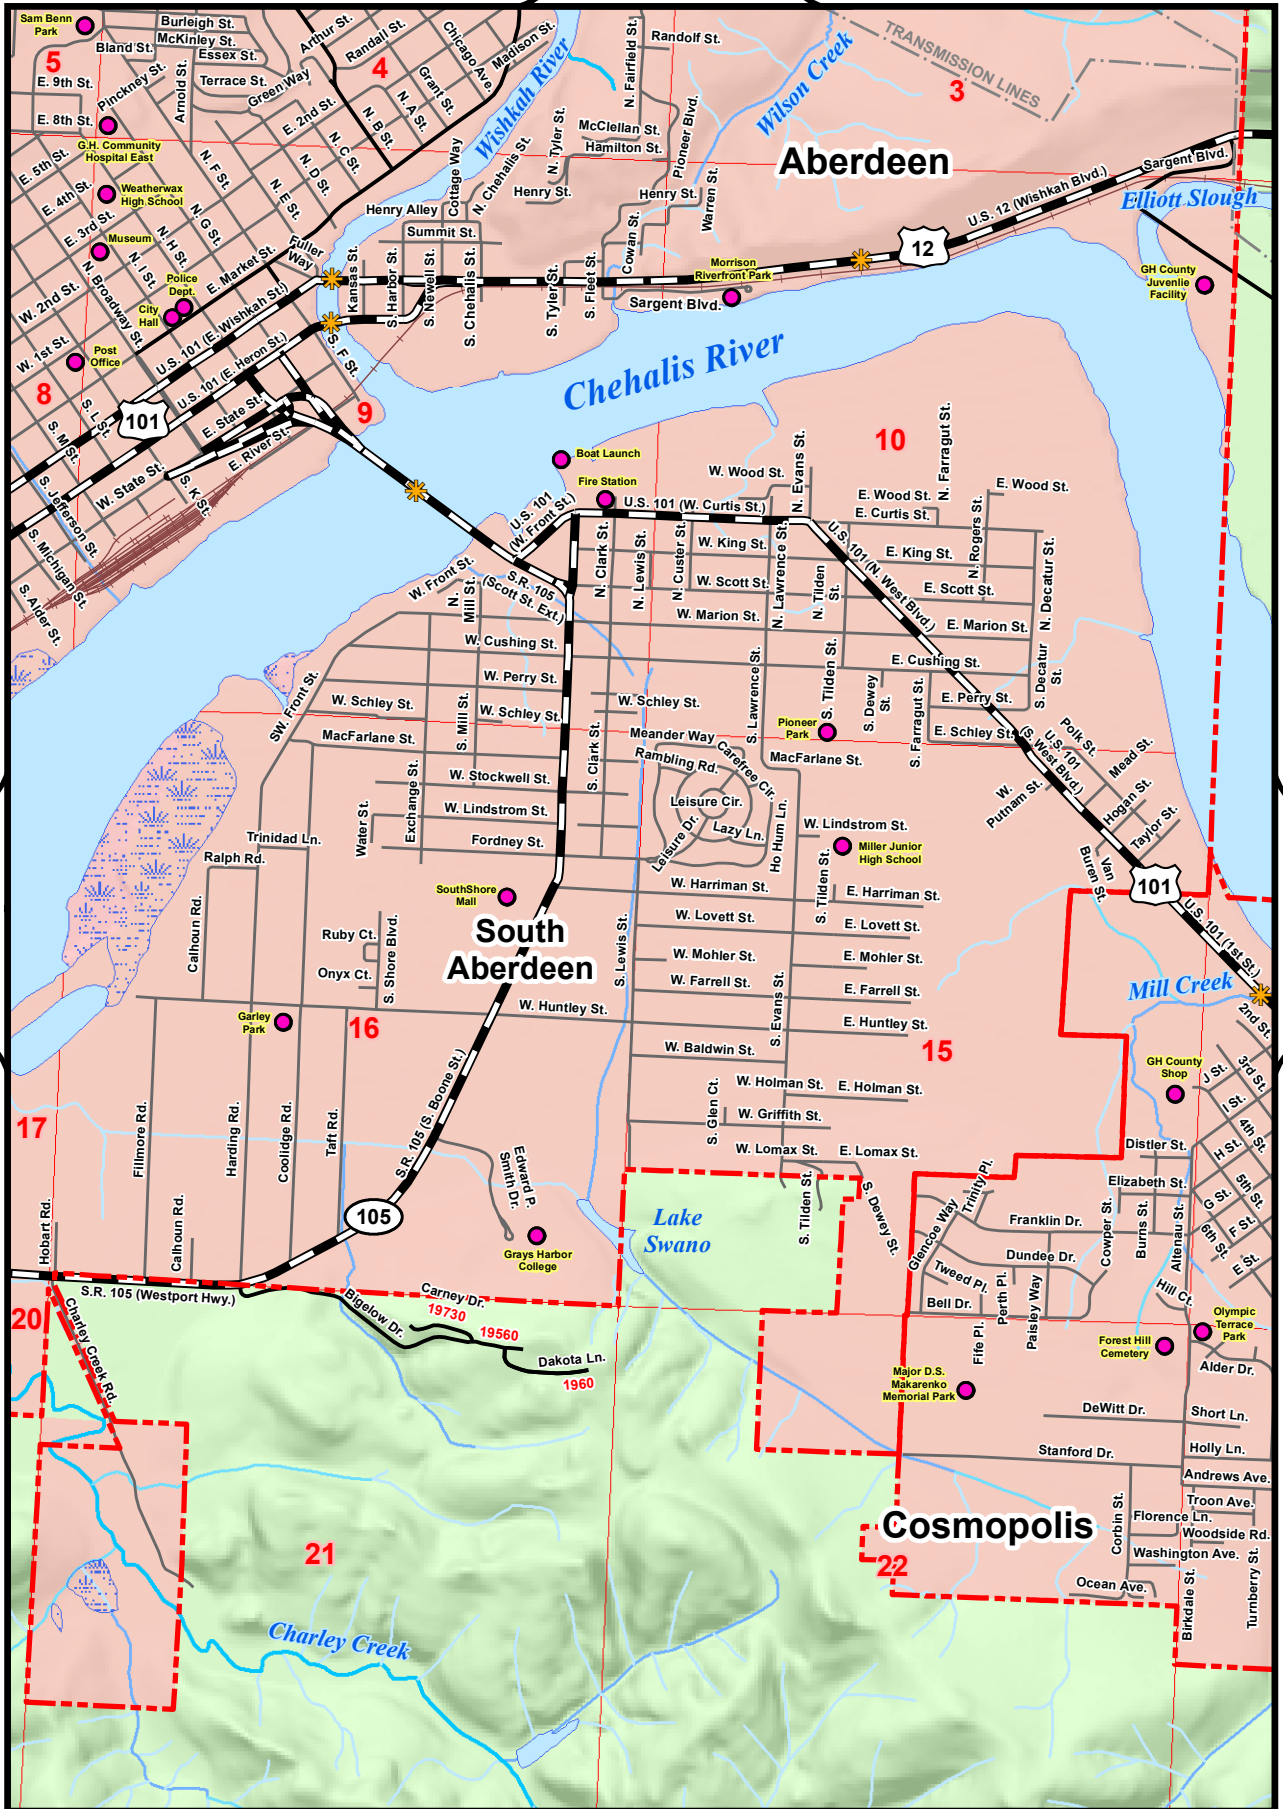 Sam Benn
Park
5
Burleigh St.
McKinley St.
Bland St.
Essex St.
E. 9th St.
Pinckney St.
Arnold St.
Terrace St.
Green Way
Arthur St.
Randall St.
Chicago Ave.
Madison St.
4
Grant St.
N. A St.
N. B St.
N. C St.
N. D St.
N. E St.
N. F St.
N. G St.
N. H St.
N. I St.
E. 2nd St.
E. 8th St.
G.H. Community
Hospital East
E. 5th St.
E. 4th St.
Weatherwax
High School
E. 3rd St.
Museum
N. Broadway St.
Police
Dept.
City
Hall
E. Market St.
Fuller
Way
W. 2nd St.
W. 1st St.
Post
Office
8
U.S. 101 (E. Wishkah St.)
U.S. 101 (E. Heron St.)
101
S. F St.
9
E. State St.
E. River St.
S. L St.
S. M St.
S. K St.
W. State St.
S. Jefferson St.
S. Michigan St.
S. Alder St.
Wishkah River
N. Fairfield St.
Randolf St.
Wilson Creek
TRANSMISSION LINES
3
McClellan St.
Hamilton St.
N. Tyler St.
Pioneer Blvd.
N. Chehalis St.
Cottage Way
Henry St.
Henry St.
Warren St.
Henry Alley
Summit St.
Cowan St.
Aberdeen
Kansas St.
S. Harbor St.
S. Newell St.
S. Chehalis St.
S. Tyler St.
S. Fleet St.
Morrison
Riverfront Park
Sargent Blvd.
12
U.S. 12 (Wishkah Blvd.)
Sargent Blvd.
Elliott Slough
GH County
Juvenlie
Facility
Chehalis River
Boat Launch
Fire Station
10
U.S. 101
(W. Front St.)
U.S. 101 (W. Curtis St.)
W. Wood St.
N. Evans St.
N. Farragut St.
E. Wood St.
E. Wood St.
E. Curtis St.
N. Rogers St.
W. King St.
E. King St.
N. Clark St.
N. Lewis St.
N. Custer St.
N. Lawrence St.
N. Tilden
St.
U.S. 101 (N. West Blvd.)
N. Decatur St.
W. Scott St.
E. Scott St.
W. Front St.
N.
Mill St.
S.R. 105
(Scott St. Ext.)
W. Marion St.
E. Marion St.
W. Cushing St.
E. Cushing St.
W. Perry St.
E. Perry St.
SW. Front St.
W. Schley St.
S. Mill St.
W. Schley St.
W. Schley St.
E. Schley St.
S. Lawrence St.
S. Tilden St.
S. Dewey
St.
S. Farragut St.
S. Decatur
St.
Pioneer
Park
MacFarlane St.
Meander Way
Rambling Rd.
Carefree Cir.
MacFarlane St.
Polk St.
U.S. 101
(S. West Blvd.)
Mead St.
W.
Putnam St.
Hogan St.
Taylor St.
Van
Buren St.
W. Stockwell St.
S. Clark St.
Leisure Cir.
Lazy Ln.
Leisure Dr.
Ho Hum Ln.
Exchange St.
Water St.
W. Lindstrom St.
W. Lindstrom St.
Miller Junior
High School
Trinidad Ln.
Ralph Rd.
Fordney St.
S. Tilden St.
SouthShore
Mall
W. Harriman St.
E. Harriman St.
101
U.S. 101 (1st St.)
South
Aberdeen
Calhoun Rd.
Ruby Ct.
Onyx Ct.
S. Shore Blvd.
S. Lewis St.
W. Lovett St.
E. Lovett St.
W. Mohler St.
E. Mohler St.
W. Farrell St.
E. Farrell St.
S. Evans St.
W. Huntley St.
E. Huntley St.
Mill Creek
2nd St.
Garley
Park
16
W. Baldwin St.
15
GH County
Shop
3rd St.
J St.
I St.
4th St.
H St.
5th St.
G St.
F St.
6th St.
E St.
17
Fillmore Rd.
Harding Rd.
Coolidge Rd.
Taft Rd.
S.R. 105 (S. Boone St.)
W. Holman St.
E. Holman St.
S. Glen Ct.
W. Griffith St.
W. Lomax St.
E. Lomax St.
Edward P.
Smith Dr.
Distler St.
Elizabeth St.
Trinity Pl.
Glencoe Way
Franklin Dr.
Cowper St.
Burns St.
Altenau St.
Dundee Dr.
Tweed Pl.
Bell Dr.
Perth Pl.
Paisley Way
Fife Pl.
Hill Ct.
Hobart Rd.
Calhoun Rd.
105
Grays Harbor
College
Lake
Swano
S. Tilden St.
S. Dewey St.
S.R. 105 (Westport Hwy.)
20
Charley Creek Rd.
Bigelow Dr.
Carney Dr.
19730
19560
Dakota Ln.
1960
Olympic
Terrace
Park
Forest Hill
Cemetery
Alder Dr.
Major D.S.
Makarenko
Memorial Park
DeWitt Dr.
Short Ln.
Stanford Dr.
Holly Ln.
Andrews Ave.
Corbin St.
Troon Ave.
Florence Ln.
Woodside Rd.
Cosmopolis
Washington Ave.
22
Ocean Ave.
Birkdale St.
Turnberry St.
21
Charley Creek